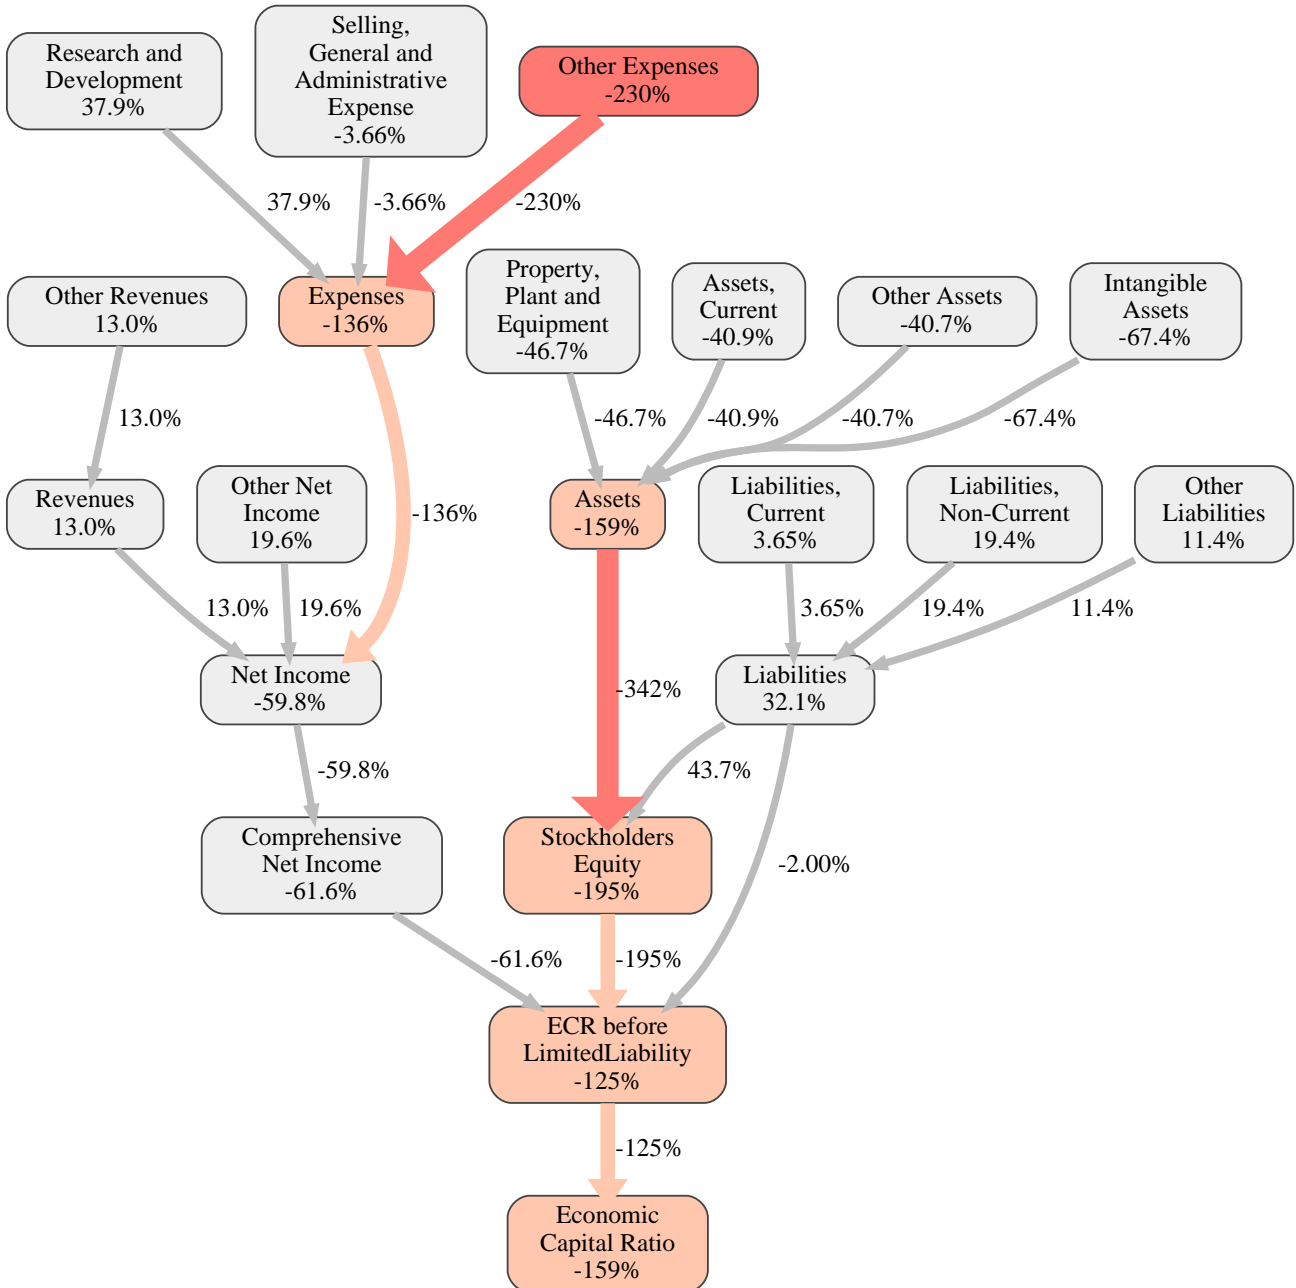 Research and
Development
37.9%
Selling,
General and
Administrative
Expense
-3.66%
Other Expenses
-230%
37.9%
-3.66%
-230%
Other Revenues
13.0%
Expenses
-136%
Property,
Plant and
Equipment
-46.7%
Assets,
Current
-40.9%
Other Assets
-40.7%
Intangible
Assets
-67.4%
13.0%
-46.7%
-40.9%
-40.7%
-67.4%
Revenues
13.0%
Other Net
Income
19.6%
-136%
Assets
-159%
Liabilities,
Current
3.65%
Liabilities,
Non-Current
19.4%
Other
Liabilities
11.4%
13.0%
19.6%
3.65%
19.4%
11.4%
Net Income
-59.8%
-342%
Liabilities
32.1%
-59.8%
43.7%
Comprehensive
Net Income
-61.6%
Stockholders
Equity
-195%
-2.00%
-61.6%
-195%
ECR before
LimitedLiability
-125%
-125%
Economic
Capital Ratio
-159%